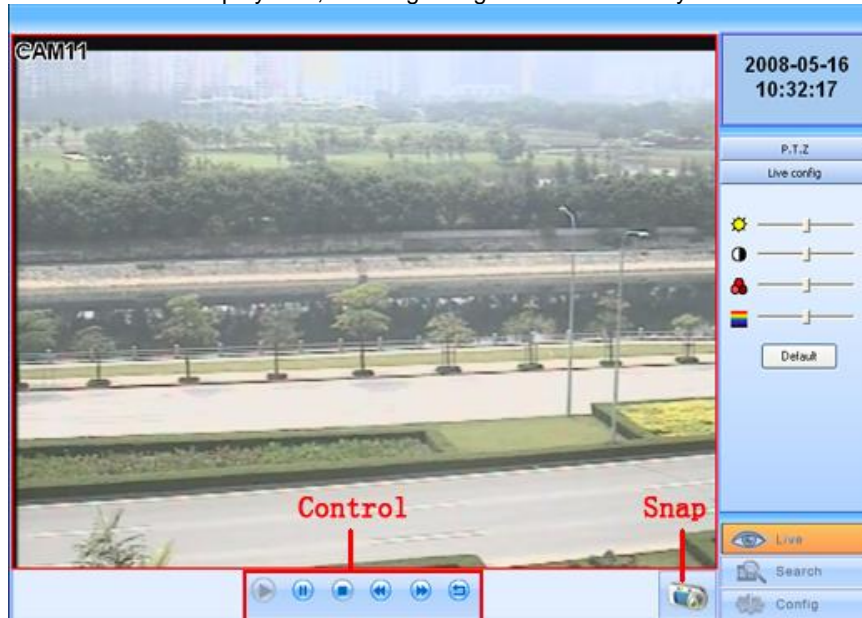 CAM11
2008-05-16
10:32:17
P.T.Z
Live config
Default
Control
Snap
Live
Search
Config